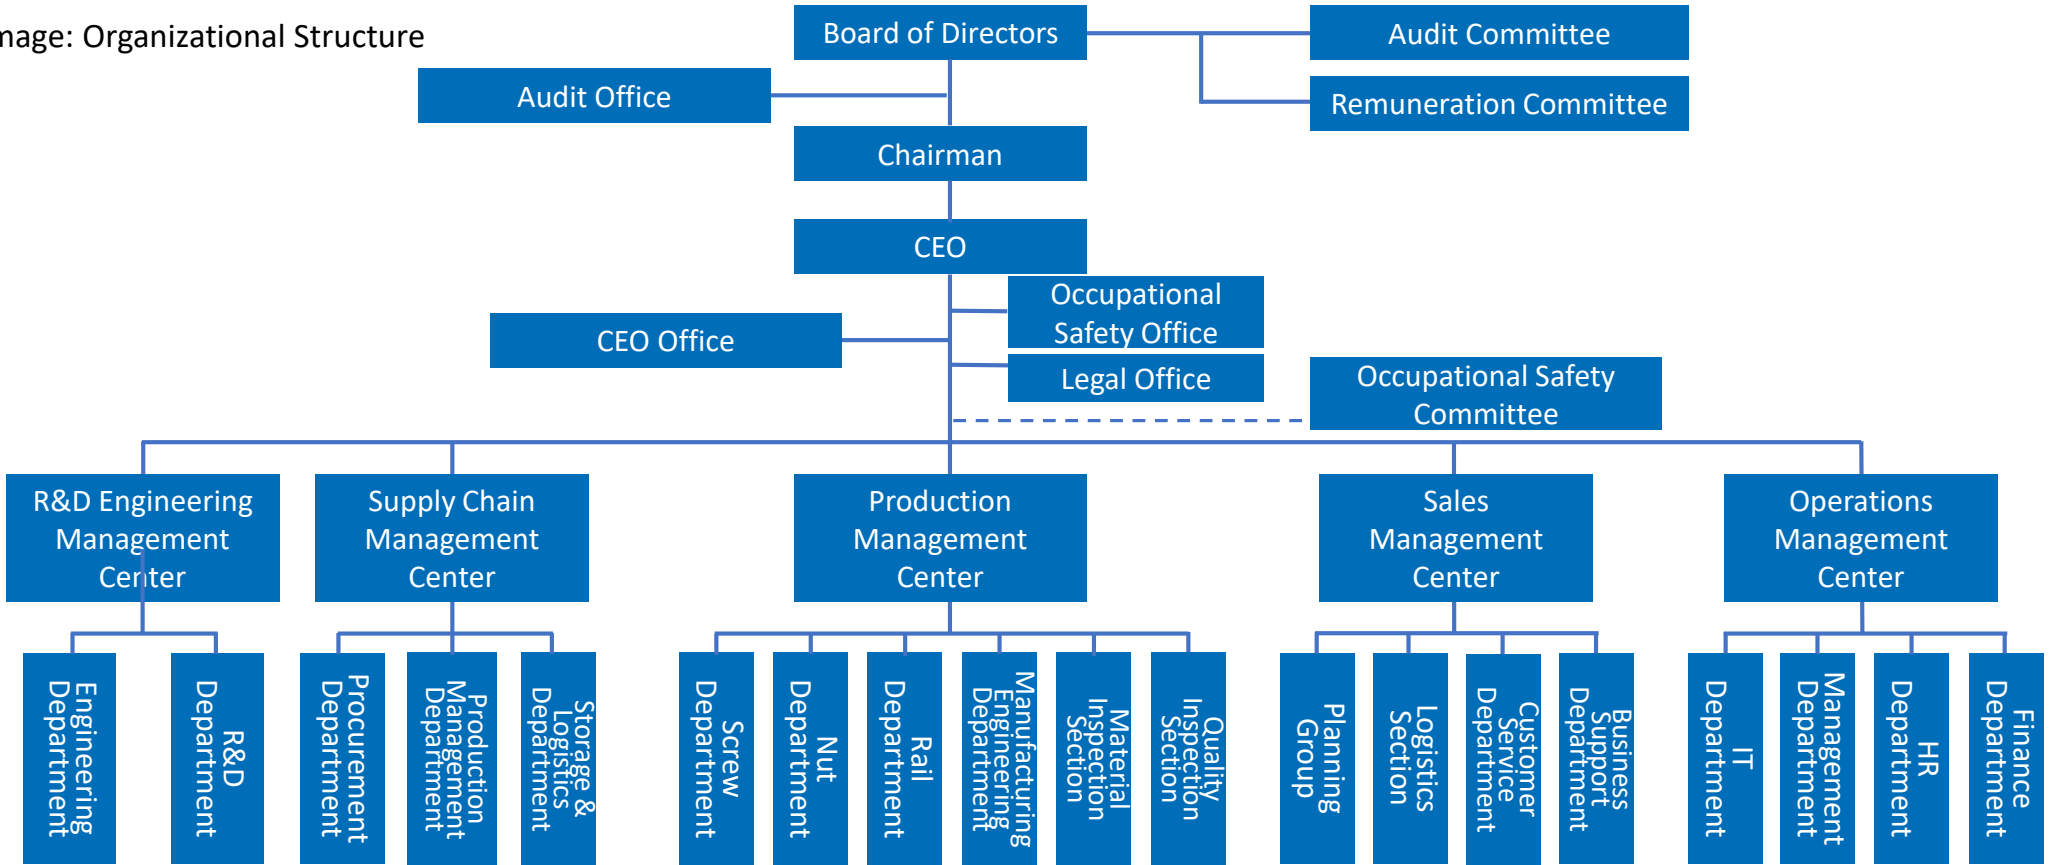 mage: Organizational Structure
Board of Directors
Audit Committee
Audit Office
Remuneration Committee
Chairman
CEO
Occupational
Safety Office
CEO Office
Legal Office
Occupational Safety
Committee
R&D Engineering
Management
Center
Supply Chain
Management
Center
Production
Management
Center
Sales
Management
Center
Operations
Management
Center
Engineering
Department
R&D
Department
Procurement
Department
Production
Management
Department
Storage &
Logistics
Department
Screw
Department
Nut
Department
Rail
Department
Manufacturing
Engineering
Department
Material
Inspection
Section
Quality
Inspection
Section
Planning
Group
Logistics
Section
Customer
Service
Department
Business
Support
Department
IT
Department
Management
Department
HR
Department
Finance
Department